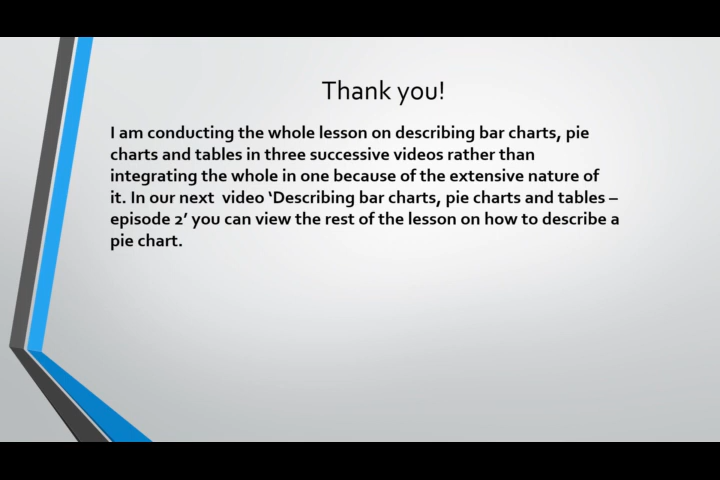 Thank you!
I am conducting the whole lesson on describing bar charts, pie
charts and tables in three successive videos rather than
integrating the whole in one because of the extensive nature of
it. In our next  video ‘Describing bar charts, pie charts and tables –
episode 2’ you can view the rest of the lesson on how to describe a
pie chart.